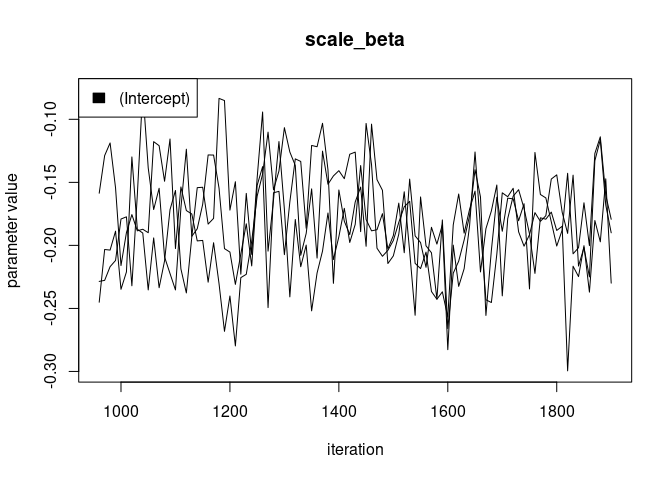 scale_beta
(Intercept)
parameter value
-0.10
-0.15
-0.20
-0.25
-0.30
1000 1200 1400 1600 1800
iteration